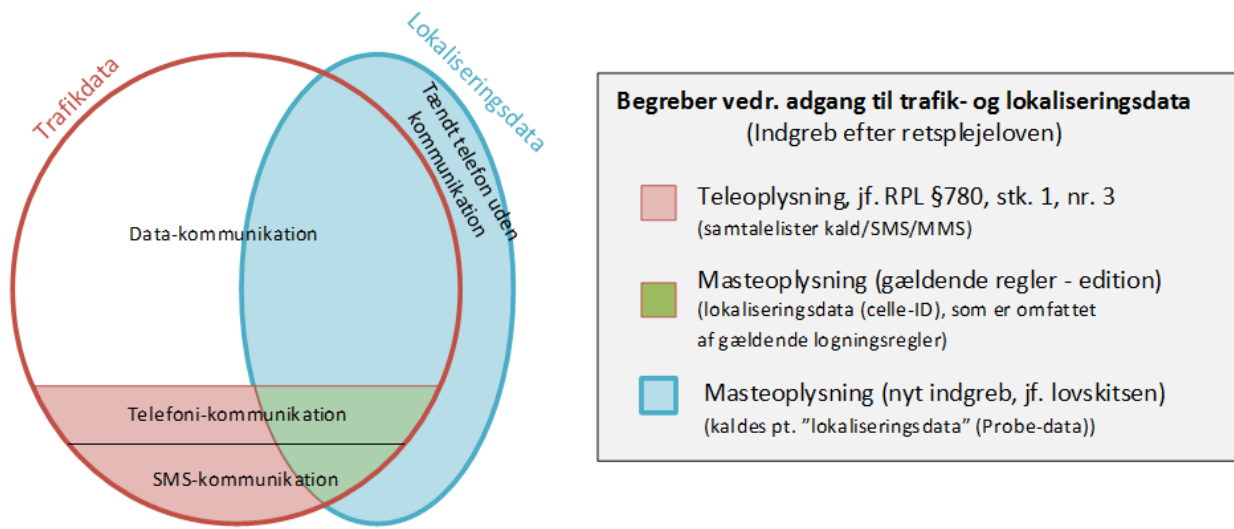 Trafikdata
Lokaliseringsdata
Tændt telefon uden
kommunikation
Data-kommunikation
Telefoni-kommunikation
SMS-kommunikation
Begreber vedr. adgang til trafik- og lokaliseringsdata
(Indgreb efter retsplejeloven)
Teleoplysning, jf. RPL §780, stk. 1, nr. 3
(samtalelister kald/SMS/MMS)
Masteoplysning (gældende regler - edition)
(lokaliseringsdata (celle-ID), som er omfattet
af gældende logningsregler)
Masteoplysning (nyt indgreb, jf. lovskitsen)
(kaldes pt. ”lokaliseringsdata” (Probe-data))